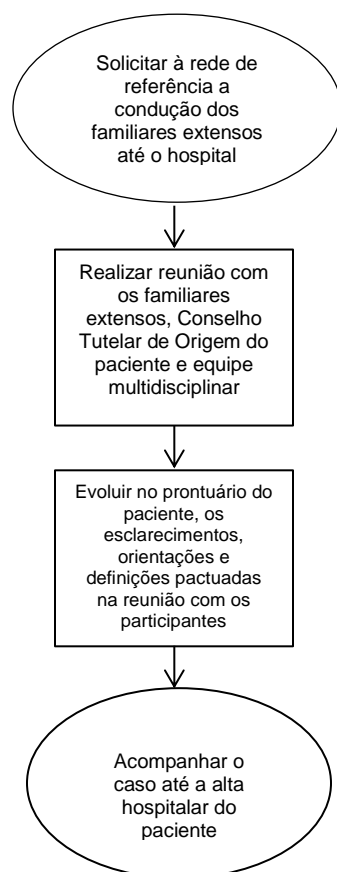 Solicitar à rede de
referência a
condução dos
familiares extensos
até o hospital
Realizar reunião com
os familiares
extensos, Conselho
Tutelar de Origem do
paciente e equipe
multidisciplinar
Evoluir no prontuário do
paciente, os
esclarecimentos,
orientações e
definições pactuadas
na reunião com os
participantes
Acompanhar o
caso até a alta
hospitalar do
paciente